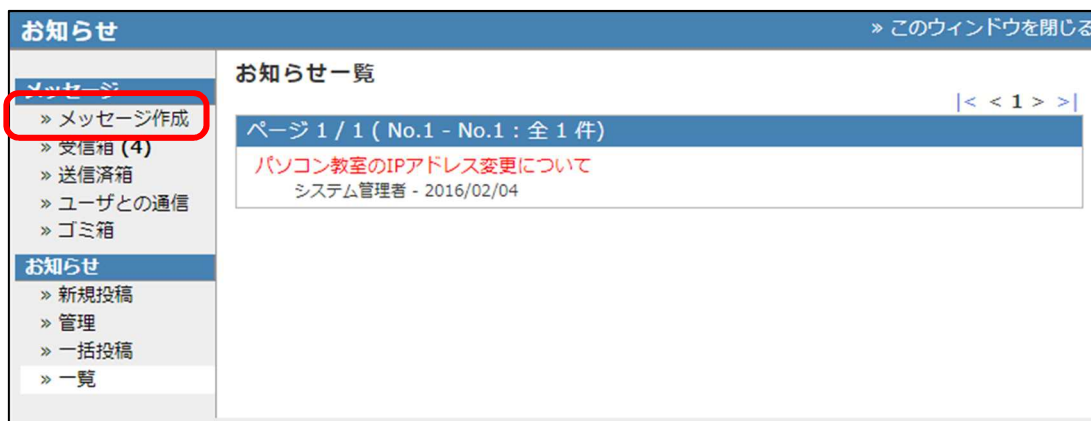 お知らせ
» このウィンドウを閉じる
メッセージ
» メッセージ作成
» 受信箱 (4)
» 送信済箱
» ユーザとの通信
» ゴミ箱
お知らせ
» 新規投稿
» 管理
» 一括投稿
» 一覧
お知らせ一覧
|< < 1 > >|
ページ 1 / 1 ( No.1 - No.1 : 全 1 件)
パソコン教室のIPアドレス変更について
システム管理者 - 2016/02/04